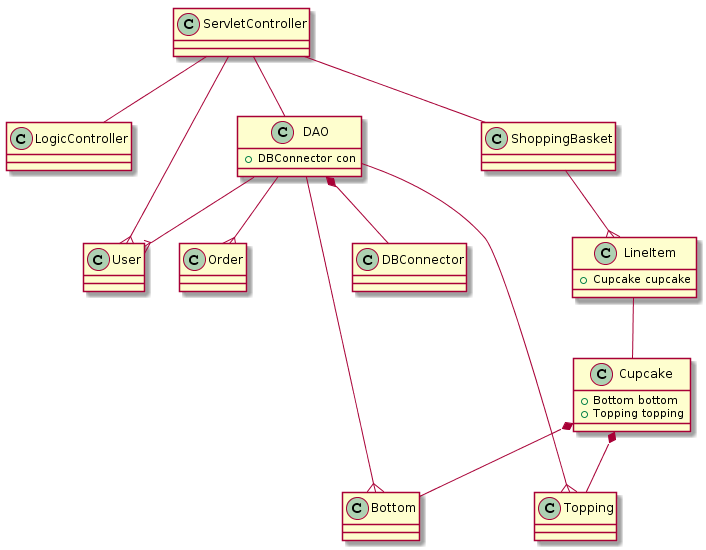 C ServletController
C LogicController
C DAO
DBConnector con
C ShoppingBasket
C User
C Order
C DBConnector
C LineItem
Cupcake cupcake
C Cupcake
Bottom bottom
Topping topping
C Bottom
C Topping